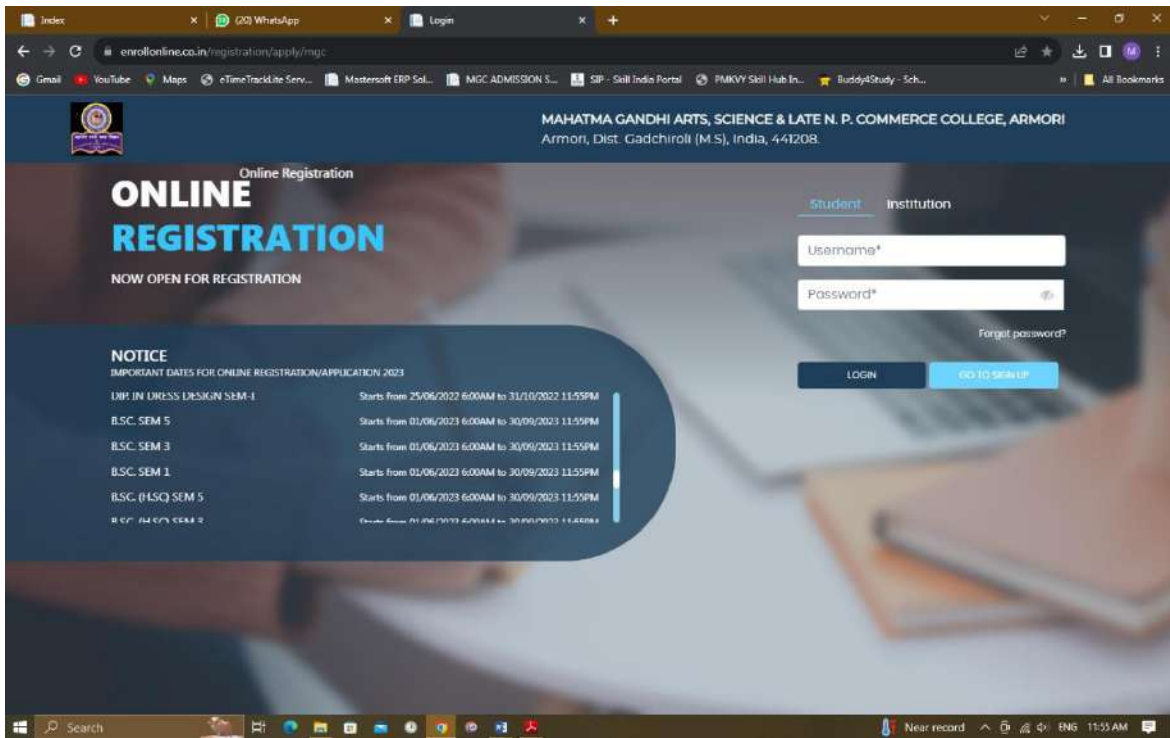 Index
(20) WhatsApp
Login
enrollonline.co.in/registration/apply/mgc
Gmail
YouTube
Maps
eTimeTrackLite Serv...
Mastersoft ERP Sol...
MGC ADMISSION S...
SIP - Skill India Portal
PMKVY Skill Hub In...
Buddy4Study - Sch...
All Bookmarks
MAHATMA GANDHI ARTS, SCIENCE & LATE N. P. COMMERCE COLLEGE, ARMORI
Armori, Dist. Gadchiroli (M.S), India, 441208.
Online Registration
ONLINE
REGISTRATION
NOW OPEN FOR REGISTRATION
Student Institution
Username*
Password*
Forgot password?
LOGIN GO TO SIGN UP
NOTICE
IMPORTANT DATES FOR ONLINE REGISTRATION/APPLICATION 2023
DIP. IN DRESS DESIGN SEM-I Starts from 25/06/2022 6:00AM to 31/10/2022 11:55PM
B.SC. SEM 5 Starts from 01/06/2023 6:00AM to 30/09/2023 11:55PM
B.SC. SEM 3 Starts from 01/06/2023 6:00AM to 30/09/2023 11:55PM
B.SC. SEM 1 Starts from 01/06/2023 6:00AM to 30/09/2023 11:55PM
B.SC. (H.SC) SEM 5 Starts from 01/06/2023 6:00AM to 30/09/2023 11:55PM
Search
Near record
ENG 11:55 AM